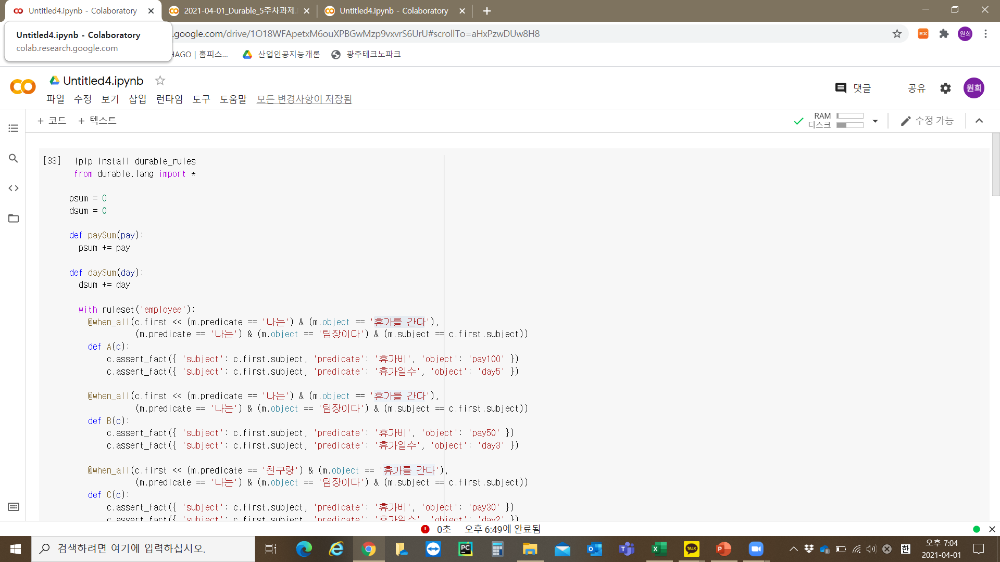 Untitled4.ipynb - Colaboratory
2021-04-01_Durable_5주차과제.
Untitled4.ipynb - Colaboratory
Untitled4.ipynb - Colaboratory
colab.research.google.com
.google.com/drive/1O18WFApetxM6ouXPBGwMzp9vxvrS6UrU#scrollTo=aHxPzwDUw8H8
EX
원희
HAGO | 홈피스...
산업인공지능개론
광주테크노파크
Untitled4.ipynb
댓글
공유
원희
파일 수정 보기 삽입 런타임 도구 도움말 모든 변경사항이 저장됨
+ 코드 + 텍스트
RAM
디스크
수정 가능
[33] !pip install durable_rules
from durable.lang import *
psum = 0
dsum = 0
def paySum(pay):
psum += pay
def daySum(day):
dsum += day
with ruleset('employee'):
@when_all(c.first << (m.predicate == '나는') & (m.object == '휴가를 간다'),
(m.predicate == '나는') & (m.object == '팀장이다') & (m.subject == c.first.subject))
def A(c):
c.assert_fact({ 'subject': c.first.subject, 'predicate': '휴가비', 'object': 'pay100' })
c.assert_fact({ 'subject': c.first.subject, 'predicate': '휴가일수', 'object': 'day5' })
@when_all(c.first << (m.predicate == '나는') & (m.object == '휴가를 간다'),
(m.predicate == '나는') & (m.object == '팀장이다') & (m.subject == c.first.subject))
def B(c):
c.assert_fact({ 'subject': c.first.subject, 'predicate': '휴가비', 'object': 'pay50' })
c.assert_fact({ 'subject': c.first.subject, 'predicate': '휴가일수', 'object': 'day3' })
@when_all(c.first << (m.predicate == '친구랑') & (m.object == '휴가를 간다'),
(m.predicate == '나는') & (m.object == '팀장이다') & (m.subject == c.first.subject))
def C(c):
c.assert_fact({ 'subject': c.first.subject, 'predicate': '휴가비', 'object': 'pay30' })
c.assert_fact({ 'subject': c.first.subject, 'predicate': '휴가일수', 'object': 'day2' })
0초 오후 6:49에 완료됨
검색하려면 여기에 입력하십시오.
PC
TALK
한
오후 7:04
2021-04-01